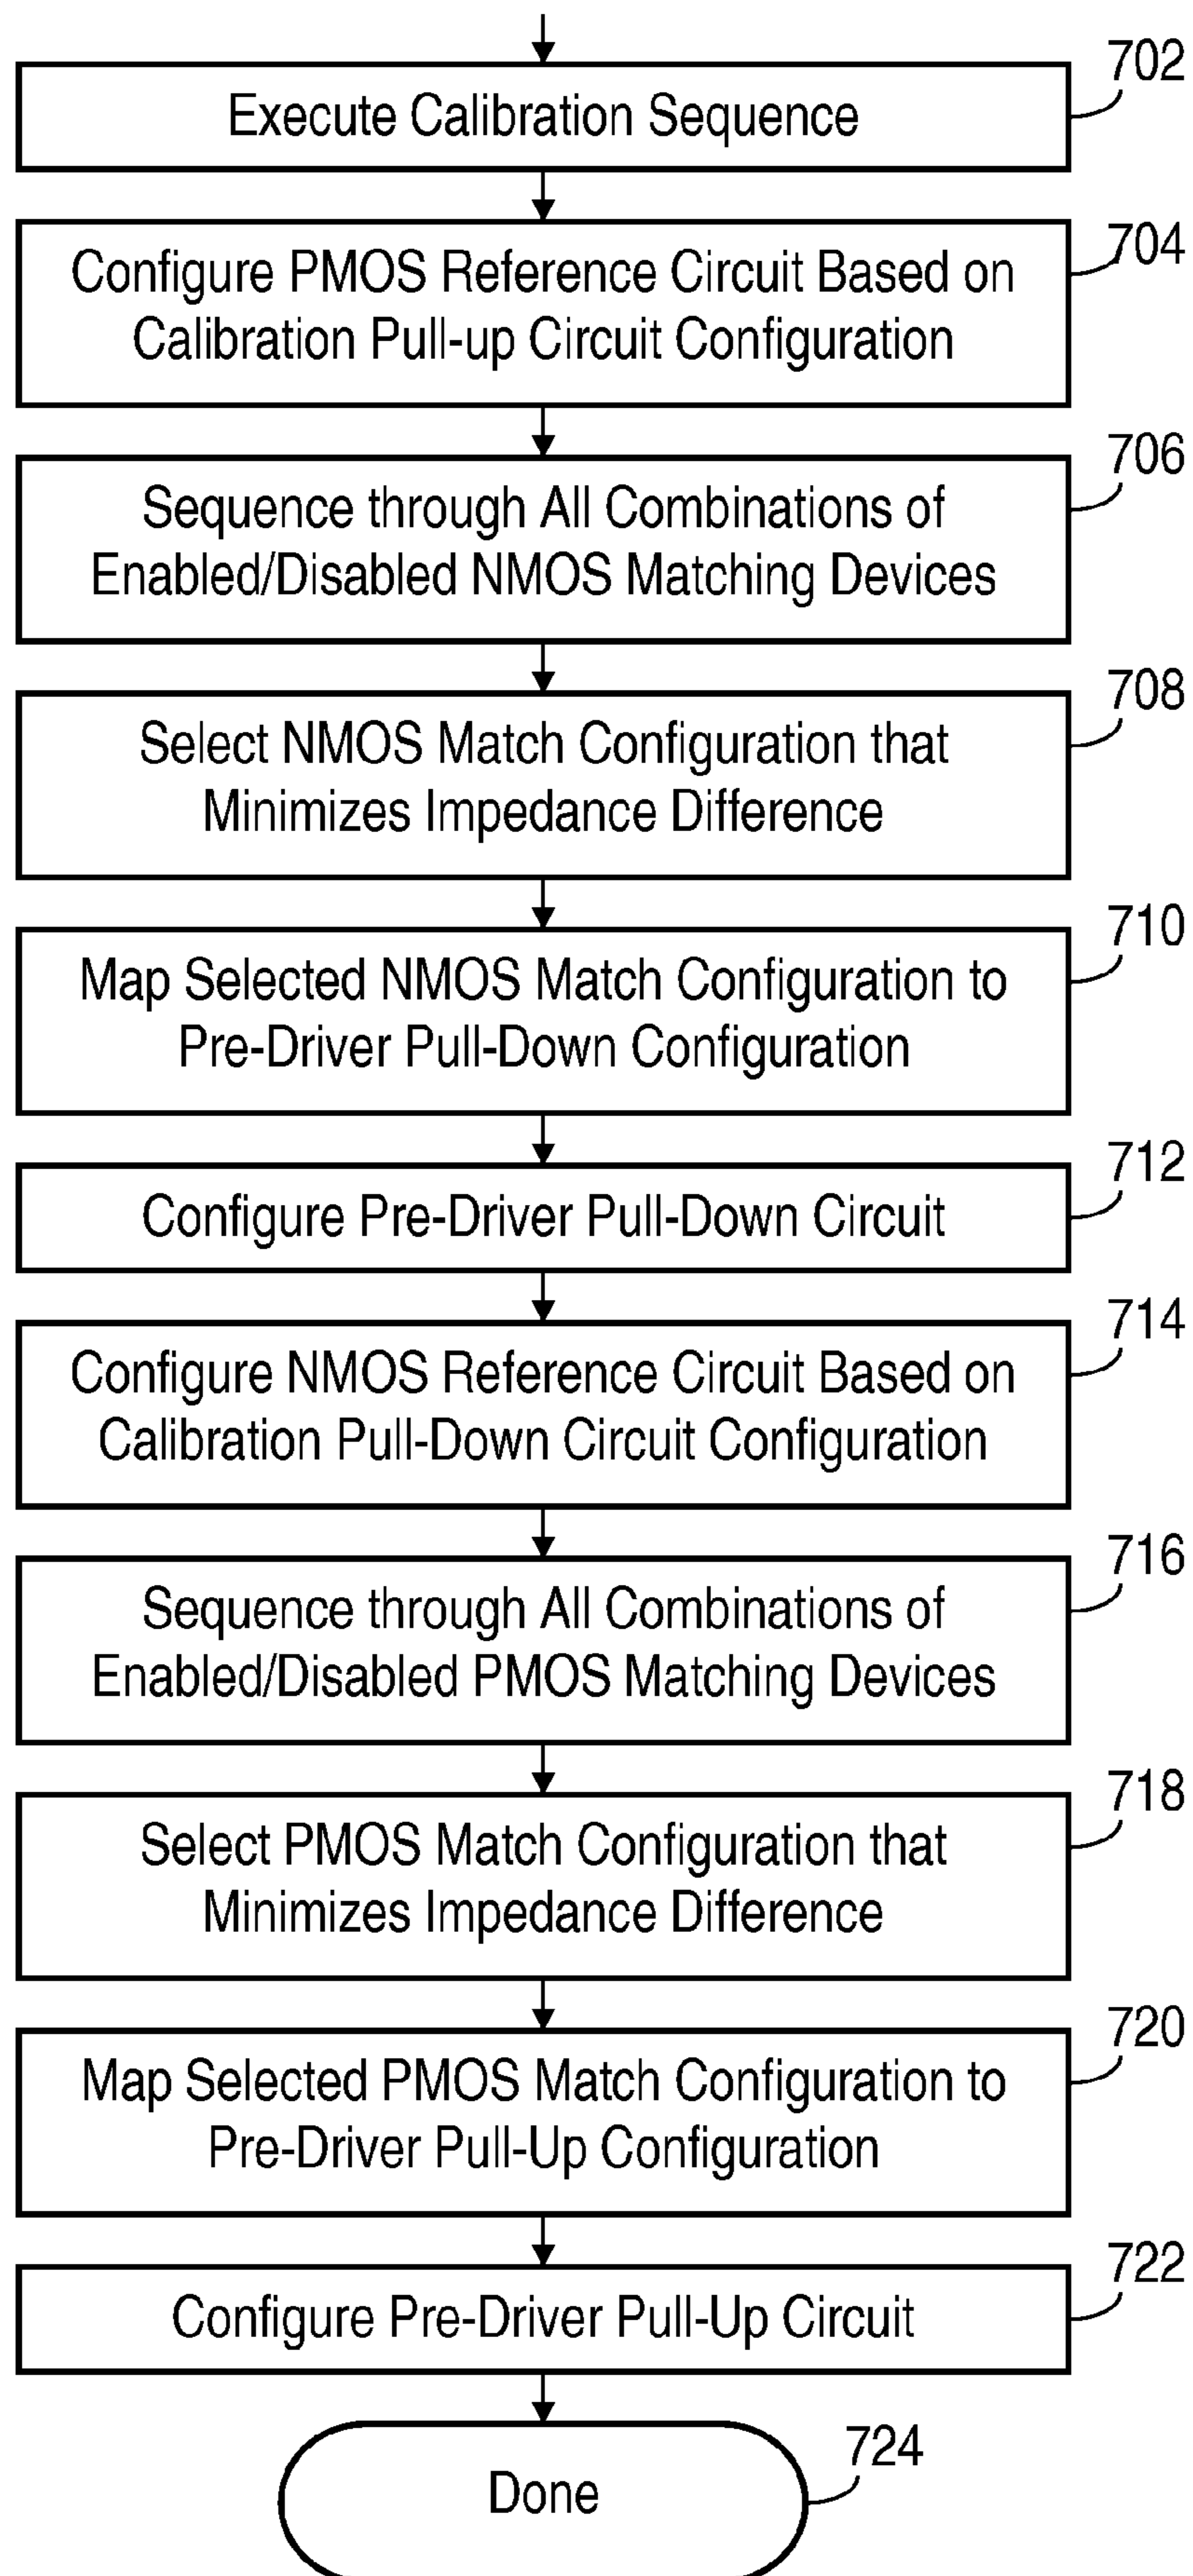 702
Execute Calibration Sequence
704
Configure PMOS Reference Circuit Based on
Calibration Pull-up Circuit Configuration
706
Sequence through All Combinations of
Enabled/Disabled NMOS Matching Devices
708
Select NMOS Match Configuration that
Minimizes Impedance Difference
710
Map Selected NMOS Match Configuration to
Pre-Driver Pull-Down Configuration
712
Configure Pre-Driver Pull-Down Circuit
714
Configure NMOS Reference Circuit Based on
Calibration Pull-Down Circuit Configuration
716
Sequence through All Combinations of
Enabled/Disabled PMOS Matching Devices
718
Select PMOS Match Configuration that
Minimizes Impedance Difference
720
Map Selected PMOS Match Configuration to
Pre-Driver Pull-Up Configuration
722
Configure Pre-Driver Pull-Up Circuit
724
Done